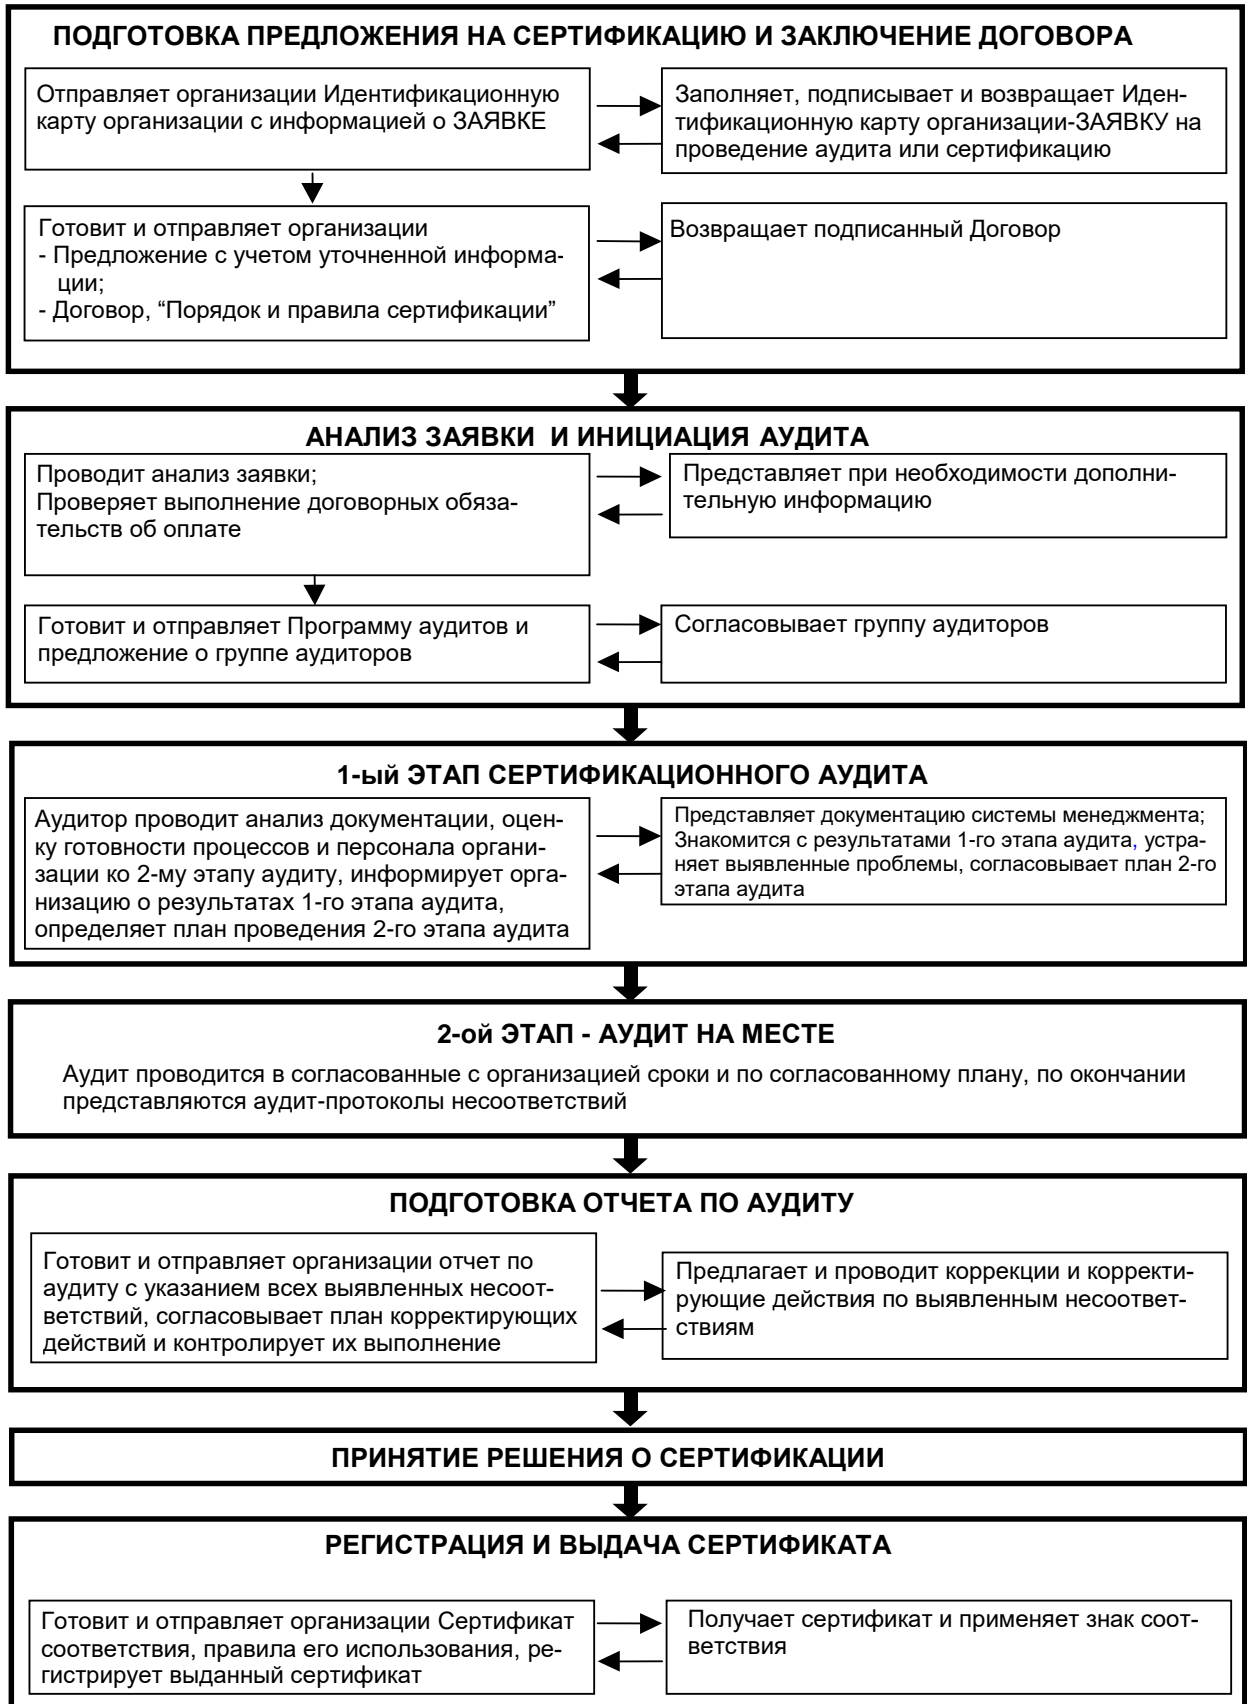 ПОДГОТОВКА ПРЕДЛОЖЕНИЯ НА СЕРТИФИКАЦИЮ И ЗАКЛЮЧЕНИЕ ДОГОВОРА
Отправляет организации Идентификационную
карту организации с информацией о ЗАЯВКЕ
Заполняет, подписывает и возвращает Иден-
тификационную карту организации-ЗАЯВКУ на
проведение аудита или сертификацию
Готовит и отправляет организации
- Предложение с учетом уточненной информа-
ции;
- Договор, “Порядок и правила сертификации”
Возвращает подписанный Договор
АНАЛИЗ ЗАЯВКИ И ИНИЦИАЦИЯ АУДИТА
Проводит анализ заявки;
Проверяет выполнение договорных обяза-
тельств об оплате
Представляет при необходимости дополни-
тельную информацию
Готовит и отправляет Программу аудитов и
предложение о группе аудиторов
Согласовывает группу аудиторов
1-ый ЭТАП СЕРТИФИКАЦИОННОГО АУДИТА
Аудитор проводит анализ документации, оцен-
ку готовности процессов и персонала органи-
зации ко 2-му этапу аудиту, информирует орга-
низацию о результатах 1-го этапа аудита,
определяет план проведения 2-го этапа аудита
Представляет документацию системы менеджмента;
Знакомится с результатами 1-го этапа аудита, устра-
няет выявленные проблемы, согласовывает план 2-го
этапа аудита
2-ой ЭТАП - АУДИТ НА МЕСТЕ
Аудит проводится в согласованные с организацией сроки и по согласованному плану, по окончании
представляются аудит-протоколы несоответствий
ПОДГОТОВКА ОТЧЕТА ПО АУДИТУ
Готовит и отправляет организации отчет по
аудиту с указанием всех выявленных несоот-
ветствий, согласовывает план корректирующих
действий и контролирует их выполнение
Предлагает и проводит коррекции и корректи-
рующие действия по выявленным несоответ-
ствиям
ПРИНЯТИЕ РЕШЕНИЯ О СЕРТИФИКАЦИИ
РЕГИСТРАЦИЯ И ВЫДАЧА СЕРТИФИКАТА
Готовит и отправляет организации Сертификат
соответствия, правила его использования, ре-
гистрирует выданный сертификат
Получает сертификат и применяет знак соот-
ветствия